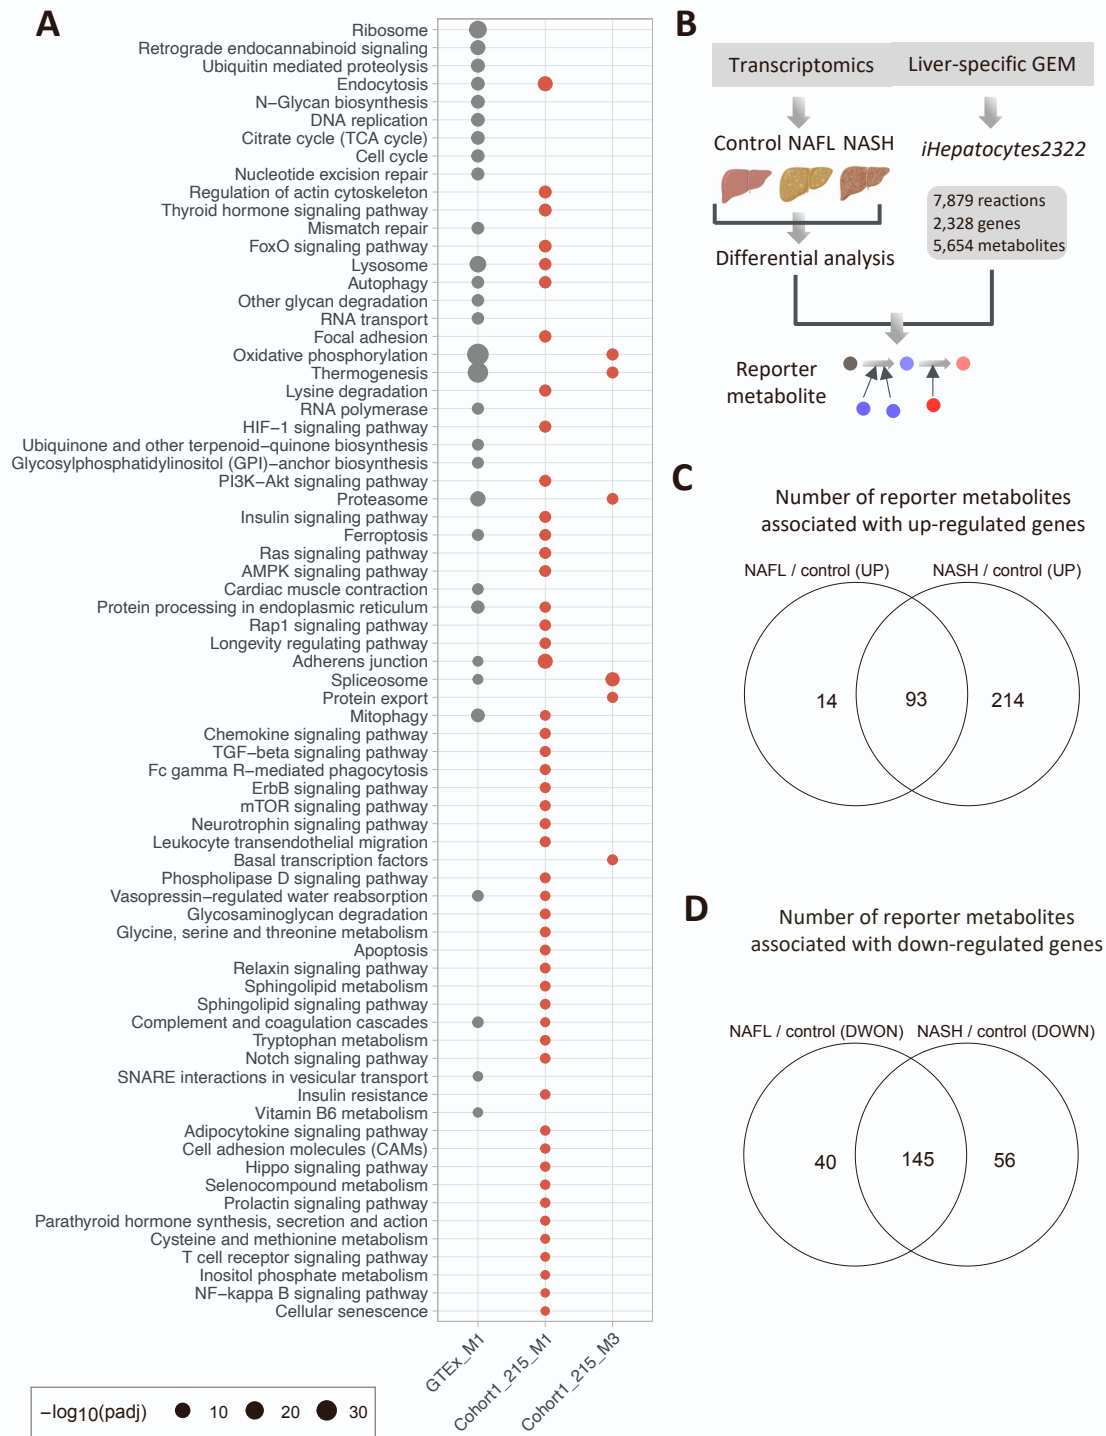 A
Ribosome
Retrograde endocannabinoid signaling
Ubiquitin mediated proteolysis
Endocytosis
N−Glycan biosynthesis
DNA replication
Citrate cycle (TCA cycle)
Cell cycle
Nucleotide excision repair
Regulation of actin cytoskeleton
Thyroid hormone signaling pathway
Mismatch repair
FoxO signaling pathway
Lysosome
Autophagy
Other glycan degradation
RNA transport
Focal adhesion
Oxidative phosphorylation
Thermogenesis
Lysine degradation
RNA polymerase
HIF−1 signaling pathway
Ubiquinone and other terpenoid−quinone biosynthesis
Glycosylphosphatidylinositol (GPI)−anchor biosynthesis
PI3K−Akt signaling pathway
Proteasome
Insulin signaling pathway
Ferroptosis
Ras signaling pathway
AMPK signaling pathway
Cardiac muscle contraction
Protein processing in endoplasmic reticulum
Rap1 signaling pathway
Longevity regulating pathway
Adherens junction
Spliceosome
Protein export
Mitophagy
Chemokine signaling pathway
TGF−beta signaling pathway
Fc gamma R−mediated phagocytosis
ErbB signaling pathway
mTOR signaling pathway
Neurotrophin signaling pathway
Leukocyte transendothelial migration
Basal transcription factors
Phospholipase D signaling pathway
Vasopressin−regulated water reabsorption
Glycosaminoglycan degradation
Glycine, serine and threonine metabolism
Apoptosis
Relaxin signaling pathway
Sphingolipid metabolism
Sphingolipid signaling pathway
Complement and coagulation cascades
Tryptophan metabolism
Notch signaling pathway
SNARE interactions in vesicular transport
Insulin resistance
Vitamin B6 metabolism
Adipocytokine signaling pathway
Cell adhesion molecules (CAMs)
Hippo signaling pathway
Selenocompound metabolism
Prolactin signaling pathway
Parathyroid hormone synthesis, secretion and action
Cysteine and methionine metabolism
T cell receptor signaling pathway
Inositol phosphate metabolism
NF−kappa B signaling pathway
Cellular senescence
GTEx_M1
Cohort1_215_M1
Cohort1_215_M3
−log10(padj) 10 20 30
B
Transcriptomics Liver-specific GEM
Control NAFL NASH
iHepatocytes2322
7,879 reactions
2,328 genes
5,654 metabolites
Differential analysis
Reporter
metabolite
C
Number of reporter metabolites
associated with up-regulated genes
NAFL / control (UP) NASH / control (UP)
14 93 214
D
Number of reporter metabolites
associated with down-regulated genes
NAFL / control (DWON) NASH / control (DOWN)
40 145 56